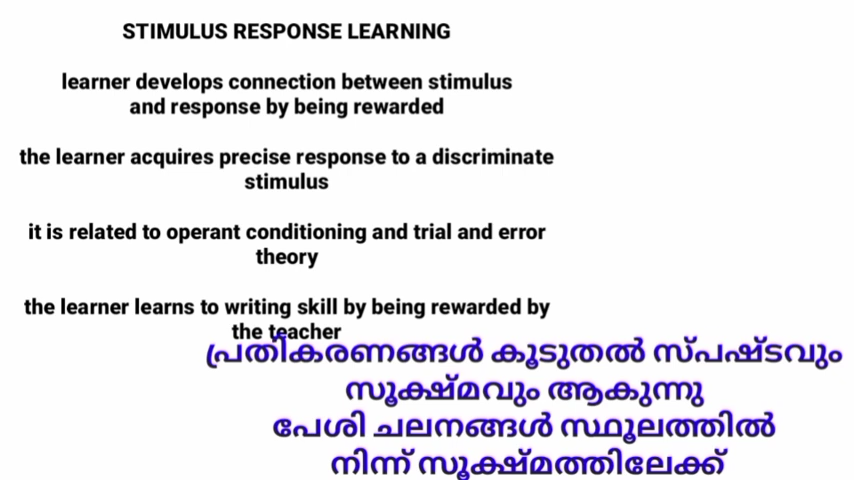 STIMULUS RESPONSE LEARNING
learner develops connection between stimulus
and response by being rewarded
the learner acquires precise response to a discriminate
stimulus
it is related to operant conditioning and trial and error
theory
the learner learns to writing skill by being rewarded by
the teacher
പ്രതികരണങ്ങൾ കൂടുതൽ സ്പഷ്ടവും
സൂക്ഷ്മവും ആകുന്നു
പേശി ചലനങ്ങൾ സ്ഥൂലത്തിൽ
നിന്ന് സൂക്ഷ്മത്തിലേക്ക്